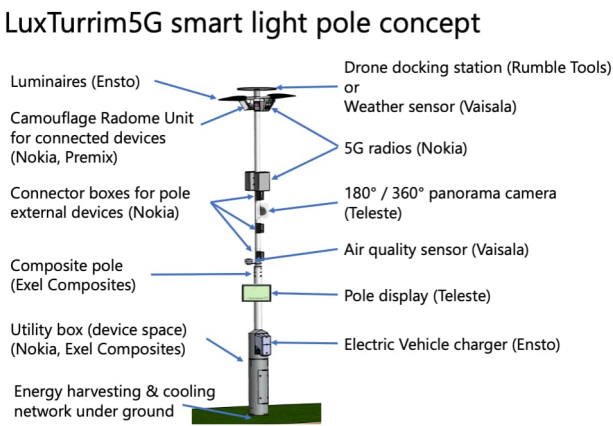 LuxTurrim5G smart light pole concept
Luminaires (Ensto)
Camouflage Radome Unit
for connected devices
(Nokia, Premix)
Connector boxes for pole
external devices (Nokia)
Composite pole
(Exel Composites)
Utility box (device space)
(Nokia, Exel Composites)
Energy harvesting & cooling
network under ground
Drone docking station (Rumble Tools)
or
Weather sensor (Vaisala)
5G radios (Nokia)
180° / 360° panorama camera
(Teleste)
Air quality sensor (Vaisala)
Pole display (Teleste)
Electric Vehicle charger (Ensto)